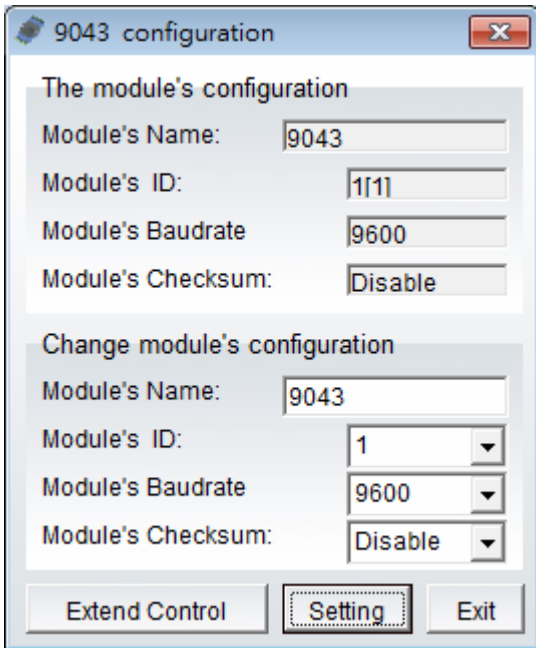 9043 configuration
The module's configuration
Module's Name: 9043
Module's ID: 1[1]
Module's Baudrate 9600
Module's Checksum: Disable
Change module's configuration
Module's Name: 9043
Module's ID: 1
Module's Baudrate 9600
Module's Checksum: Disable
Extend Control Setting Exit